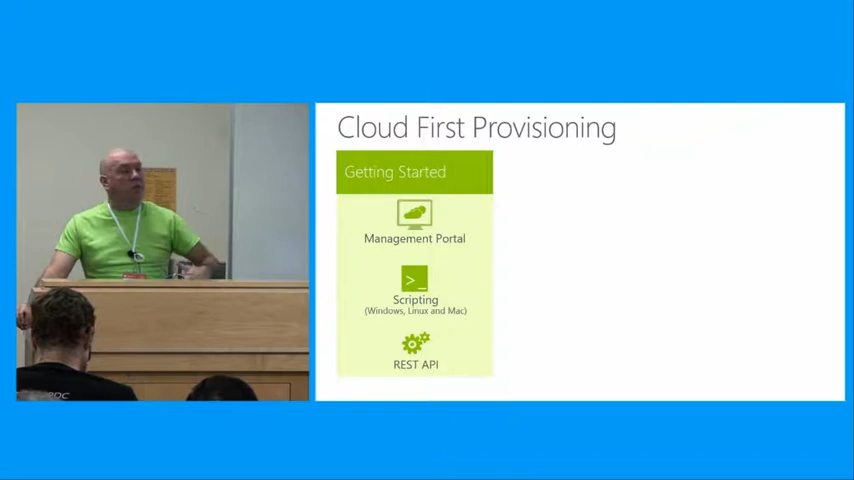 Cloud First Provisioning
Getting Started
Management Portal
>_
Scripting
(Windows, Linux and Mac)
REST API